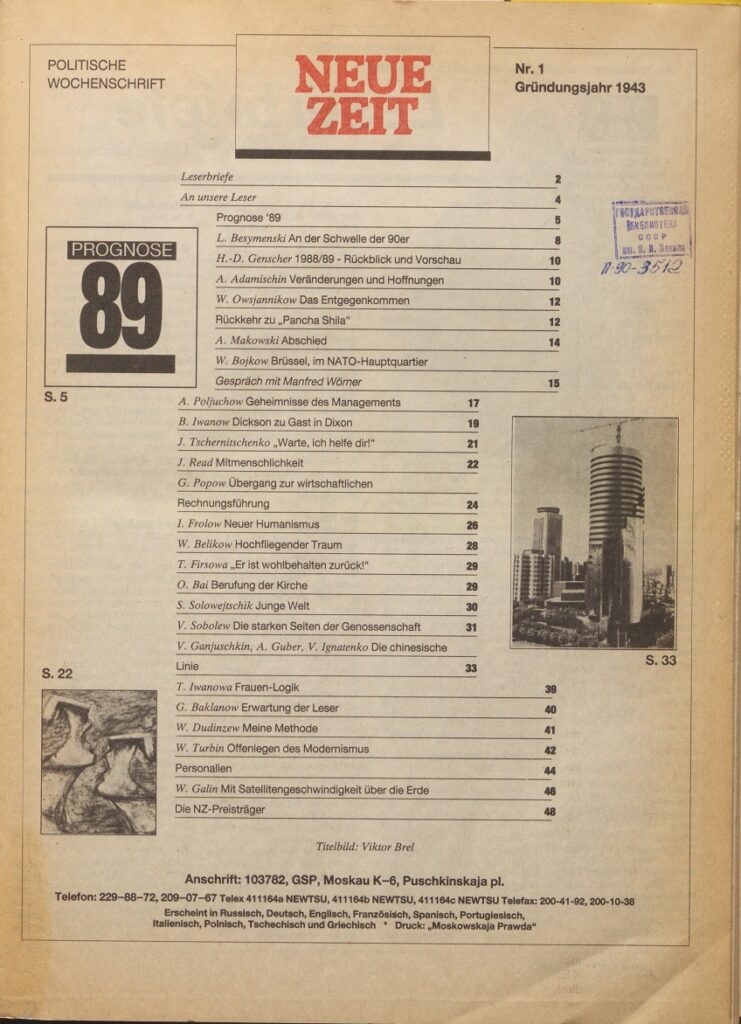 POLITISCHE
WOCHENSCHRIFT
NEUE
ZEIT
Nr. 1
Gründungsjahr 1943
Leserbriefe 2
An unsere Leser 4
Prognose '89 5
L. Besymenski An der Schwelle der 90er 8
H.-D. Genscher 1988/89 - Rückblick und Vorschau 10
A. Adamischin Veränderungen und Hoffnungen 10
W. Owsjannikow Das Entgegenkommen 12
Rückkehr zu „Pancha Shila“ 12
A. Makowski Abschied 14
W. Bojkow Brüssel, im NATO-Hauptquartier
Gespräch mit Manfred Wörner 15
PROGNOSE
89
S. 5
ГОСУДАРСТВЕННАЯ
БИБЛИОТЕКА
СССР
им. В. И. Ленина
П-90-3512
A. Poljuchow Geheimnisse des Managements 17
B. Iwanow Dickson zu Gast in Dixon 19
J. Tschernitschenko „Warte, ich helfe dir!“ 21
J. Read Mitmenschlichkeit 22
G. Popow Übergang zur wirtschaftlichen
Rechnungsführung 24
I. Frolow Neuer Humanismus 26
W. Belikow Hochfliegender Traum 28
T. Firsowa „Er ist wohlbehalten zurück!“ 29
O. Bai Berufung der Kirche 29
S. Solowejtschik Junge Welt 30
V. Sobolew Die starken Seiten der Genossenschaft 31
V. Ganjuschkin, A. Guber, V. Ignatenko Die chinesische
Linie 33
S. 33
S. 22
T. Iwanowa Frauen-Logik 39
G. Baklanow Erwartung der Leser 40
W. Dudinzew Meine Methode 41
W. Turbin Offenlegen des Modernismus 42
Personalien 44
W. Galin Mit Satellitengeschwindigkeit über die Erde 46
Die NZ-Preisträger 48
Titelbild: Viktor Brel
Anschrift: 103782, GSP, Moskau K–6, Puschkinskaja pl.
Telefon: 229–88–72, 209–07–67 Telex 411164a NEWTSU, 411164b NEWTSU, 411164c NEWTSU Telefax: 200-41-92, 200-10-38
Erscheint in Russisch, Deutsch, Englisch, Französisch, Spanisch, Portugiesisch,
Italienisch, Polnisch, Tschechisch und Griechisch * Druck: „Moskowskaja Prawda“